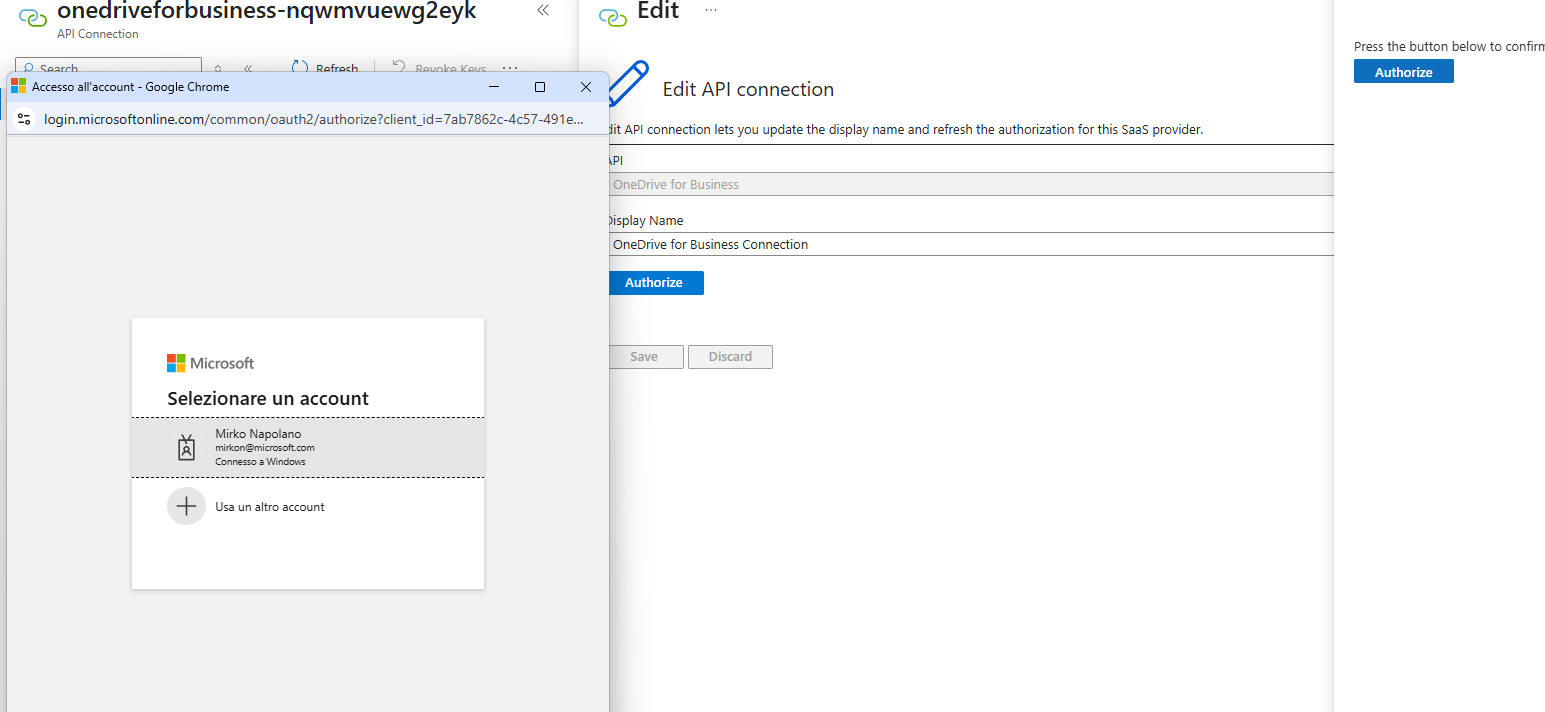 onedriveforbusiness-nqwmvuewg2eyk
API Connection
Search
Refresh
Revoke Keys
Accesso all'account - Google Chrome
login.microsoftonline.com/common/oauth2/authorize?client_id=7ab7862c-4c57-491e...
Microsoft
Selezionare un account
Mirko Napolano
mirkon@microsoft.com
Connesso a Windows
Usa un altro account
Edit
Edit API connection
dit API connection lets you update the display name and refresh the authorization for this SaaS provider.
API
OneDrive for Business
Display Name
OneDrive for Business Connection
Authorize
Save
Discard
Press the button below to confirm
Authorize